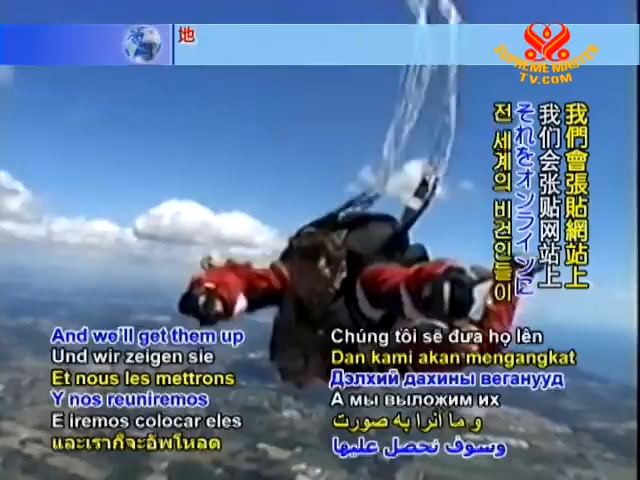 地
SUPREME MASTER
TV.COM
我們會張貼網站上
我们会张贴网站上
それをオンラインに
전 세계의 비건인들이
And we'll get them up
Und wir zeigen sie
Et nous les mettrons
Y nos reuniremos
E iremos colocar eles
และเราก็จะอัพโหลด
Chúng tôi sẽ đưa họ lên
Dan kami akan mengangkat
Дэлхий дахины веганууд
А мы выложим их
و ما آنرا به صورت
وسوف نحصل عليها